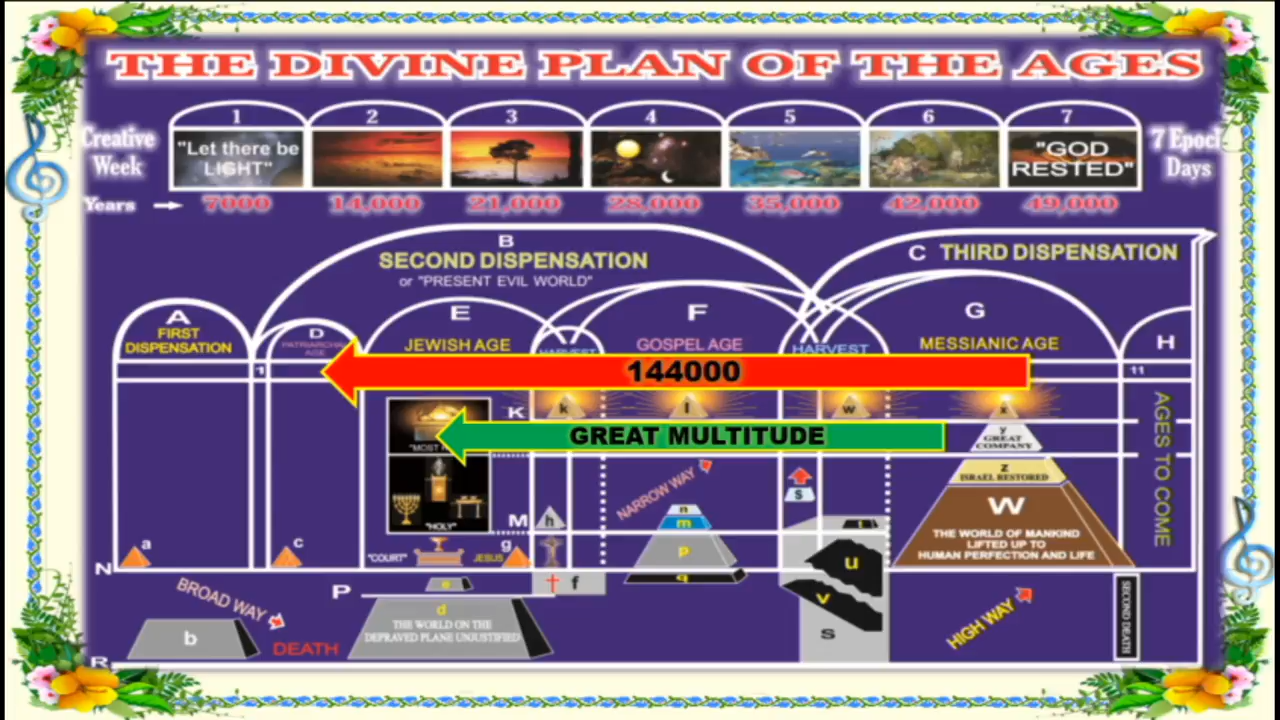 THE DIVINE PLAN OF THE AGES
1 2 3 4 5 6 7
Creative
Week
"Let there be
LIGHT"
"GOD
RESTED"
7 Epoch
Days
Years
7000 14,000 21,000 28,000 35,000 42,000 49,000
B
SECOND DISPENSATION
or "PRESENT EVIL WORLD"
C THIRD DISPENSATION
A
FIRST
DISPENSATION
D
PATRIARCHAL
AGE
E
JEWISH AGE
HARVEST
F
GOSPEL AGE
HARVEST
G
MESSIANIC AGE
H
1
144000
11
K
k
l
w
x
GREAT MULTITUDE
y
GREAT
COMPANY
"MOST
z
ISRAEL RESTORED
AGES TO COME
NARROW WAY
s
"HOLY"
M
h
n
m
t
W
THE WORLD OF MANKIND
LIFTED UP TO
HUMAN PERFECTION AND LIFE
a
c
"COURT"
JESUS
g
p
u
N
BROAD WAY
P
e
f
q
v
HIGH WAY
SECOND DEATH
b
DEATH
d
THE WORLD ON THE
DEPRAVED PLANE UNJUSTIFIED
S
R